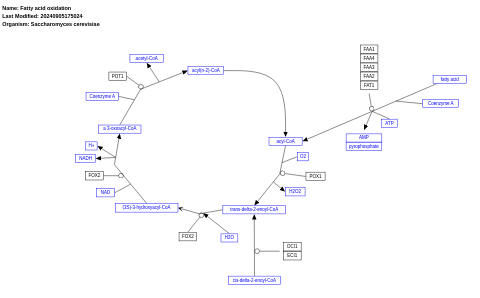 Name: Fatty acid oxidation
Last Modified: 20240905175024
Organism: Saccharomyces cerevisiae
FAA1
FAA4
FAA3
FAA2
FAT1
acetyl-CoA
acyl(n-2)-CoA
POT1
fatty acid
Coenzyme A
Coenzyme A
ATP
a 3-oxoacyl-CoA
AMP
pyrophosphate
acyl-CoA
H+
NADH
O2
FOX2
POX1
NAD
H2O2
(3S)-3-hydroxyacyl-CoA
trans-delta-2-enoyl-CoA
FOX2
H2O
DCI1
ECI1
cis-delta-2-enoyl-CoA